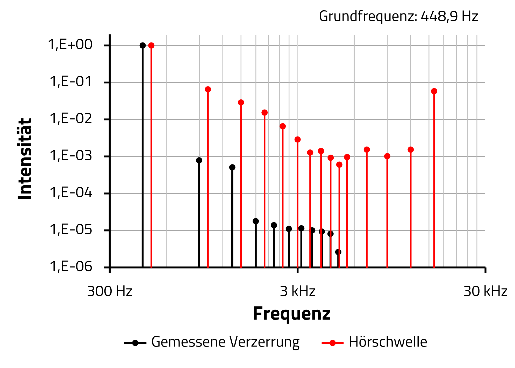 Grundfrequenz: 448,9 Hz
1,E+00
1,E-01
1,E-02
1,E-03
1,E-04
1,E-05
1,E-06
Intensität
300 Hz
3 kHz
30 kHz
Frequenz
Gemessene Verzerrung
Hörschwelle